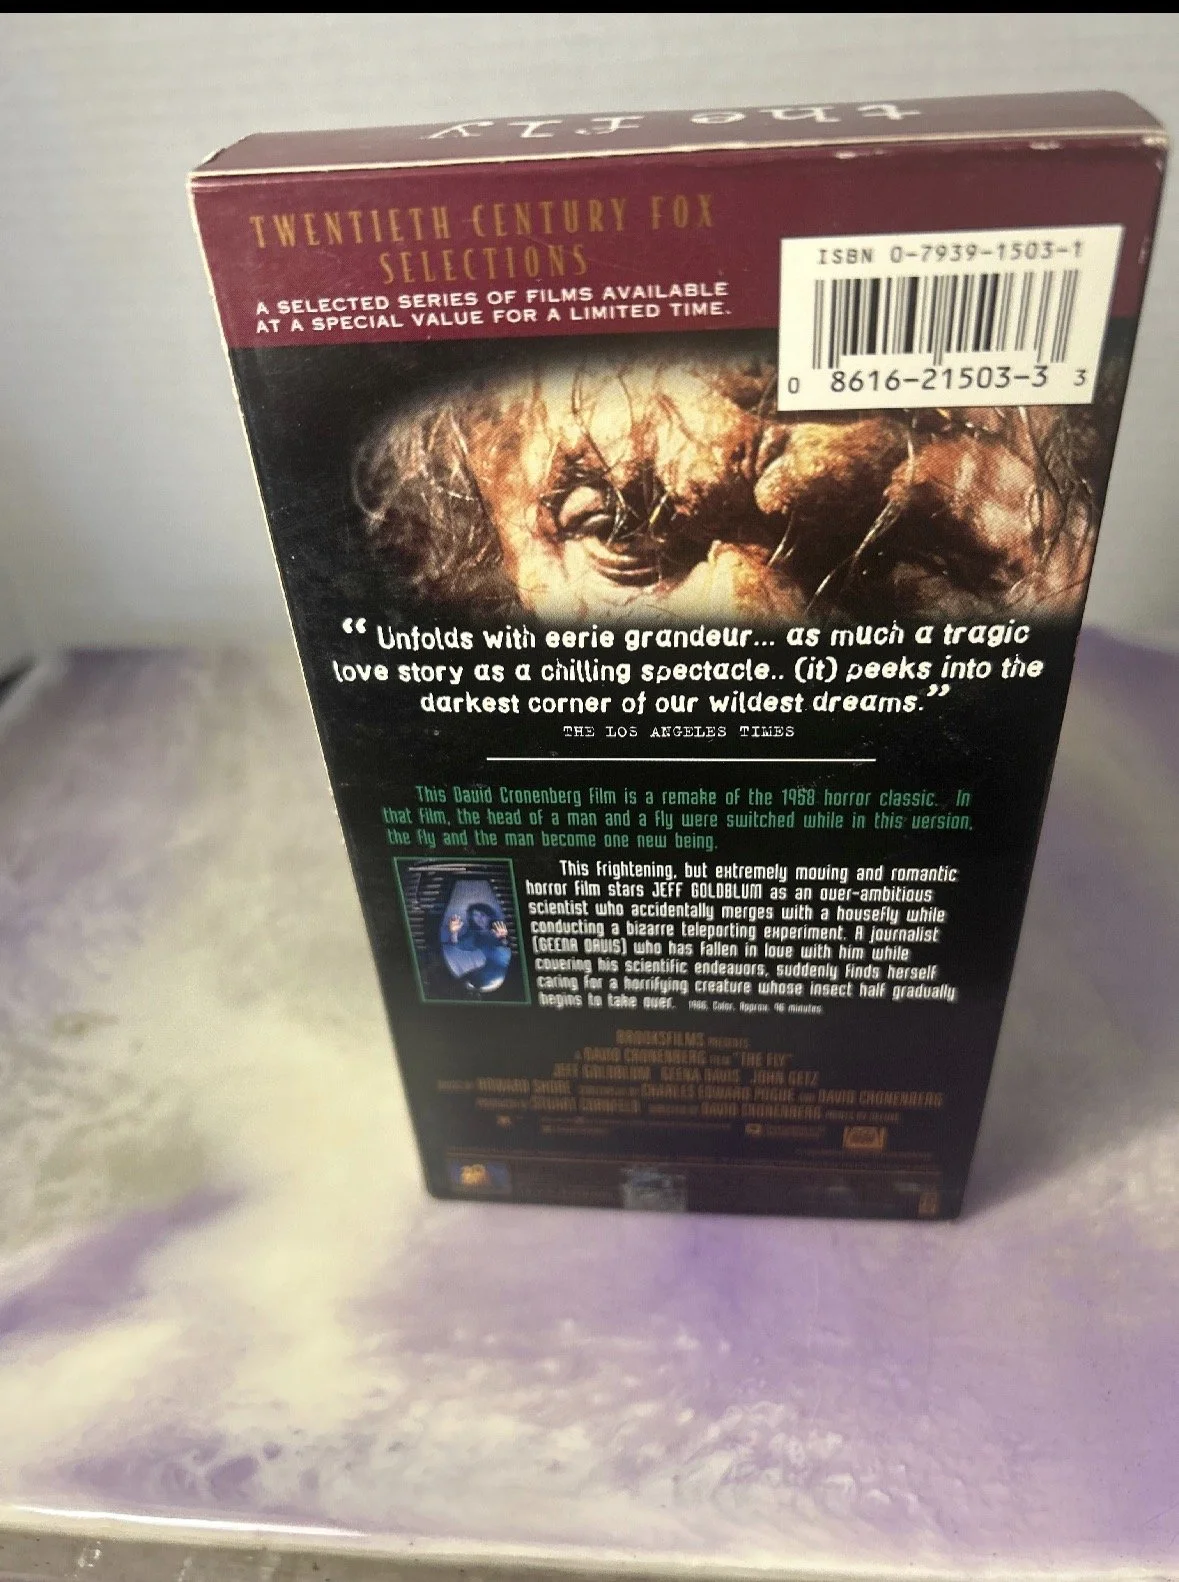 the fly
TWENTIETH CENTURY FOX
SELECTIONS
A SELECTED SERIES OF FILMS AVAILABLE
AT A SPECIAL VALUE FOR A LIMITED TIME.
ISBN 0-7939-1503-1
0 8616-21503-3 3
“Unfolds with eerie grandeur... as much a tragic
love story as a chilling spectacle.. (it) peeks into the
darkest corner of our wildest dreams.”
THE LOS ANGELES TIMES
This David Cronenberg film is a remake of the 1958 horror classic. In
that film, the head of a man and a fly were switched while in this version,
the fly and the man become one new being.
This frightening, but extremely moving and romantic
horror film stars JEFF GOLDBLUM as an over-ambitious
scientist who accidentally merges with a housefly while
conducting a bizarre teleporting experiment. A journalist
(GEENA DAVIS) who has fallen in love with him while
covering his scientific endeavors, suddenly finds herself
caring for a horrifying creature whose insect half gradually
begins to take over. 1986. Color. Approx. 96 minutes
BROOKSFILMS PRESENTS
A DAVID CRONENBERG FILM "THE FLY"
JEFF GOLDBLUM GEENA DAVIS JOHN GETZ
HOWARD SHORE CHARLES EDWARD POGUE AND DAVID CRONENBERG
PRODUCED BY STUART CORNFELD DIRECTED BY DAVID CRONENBERG